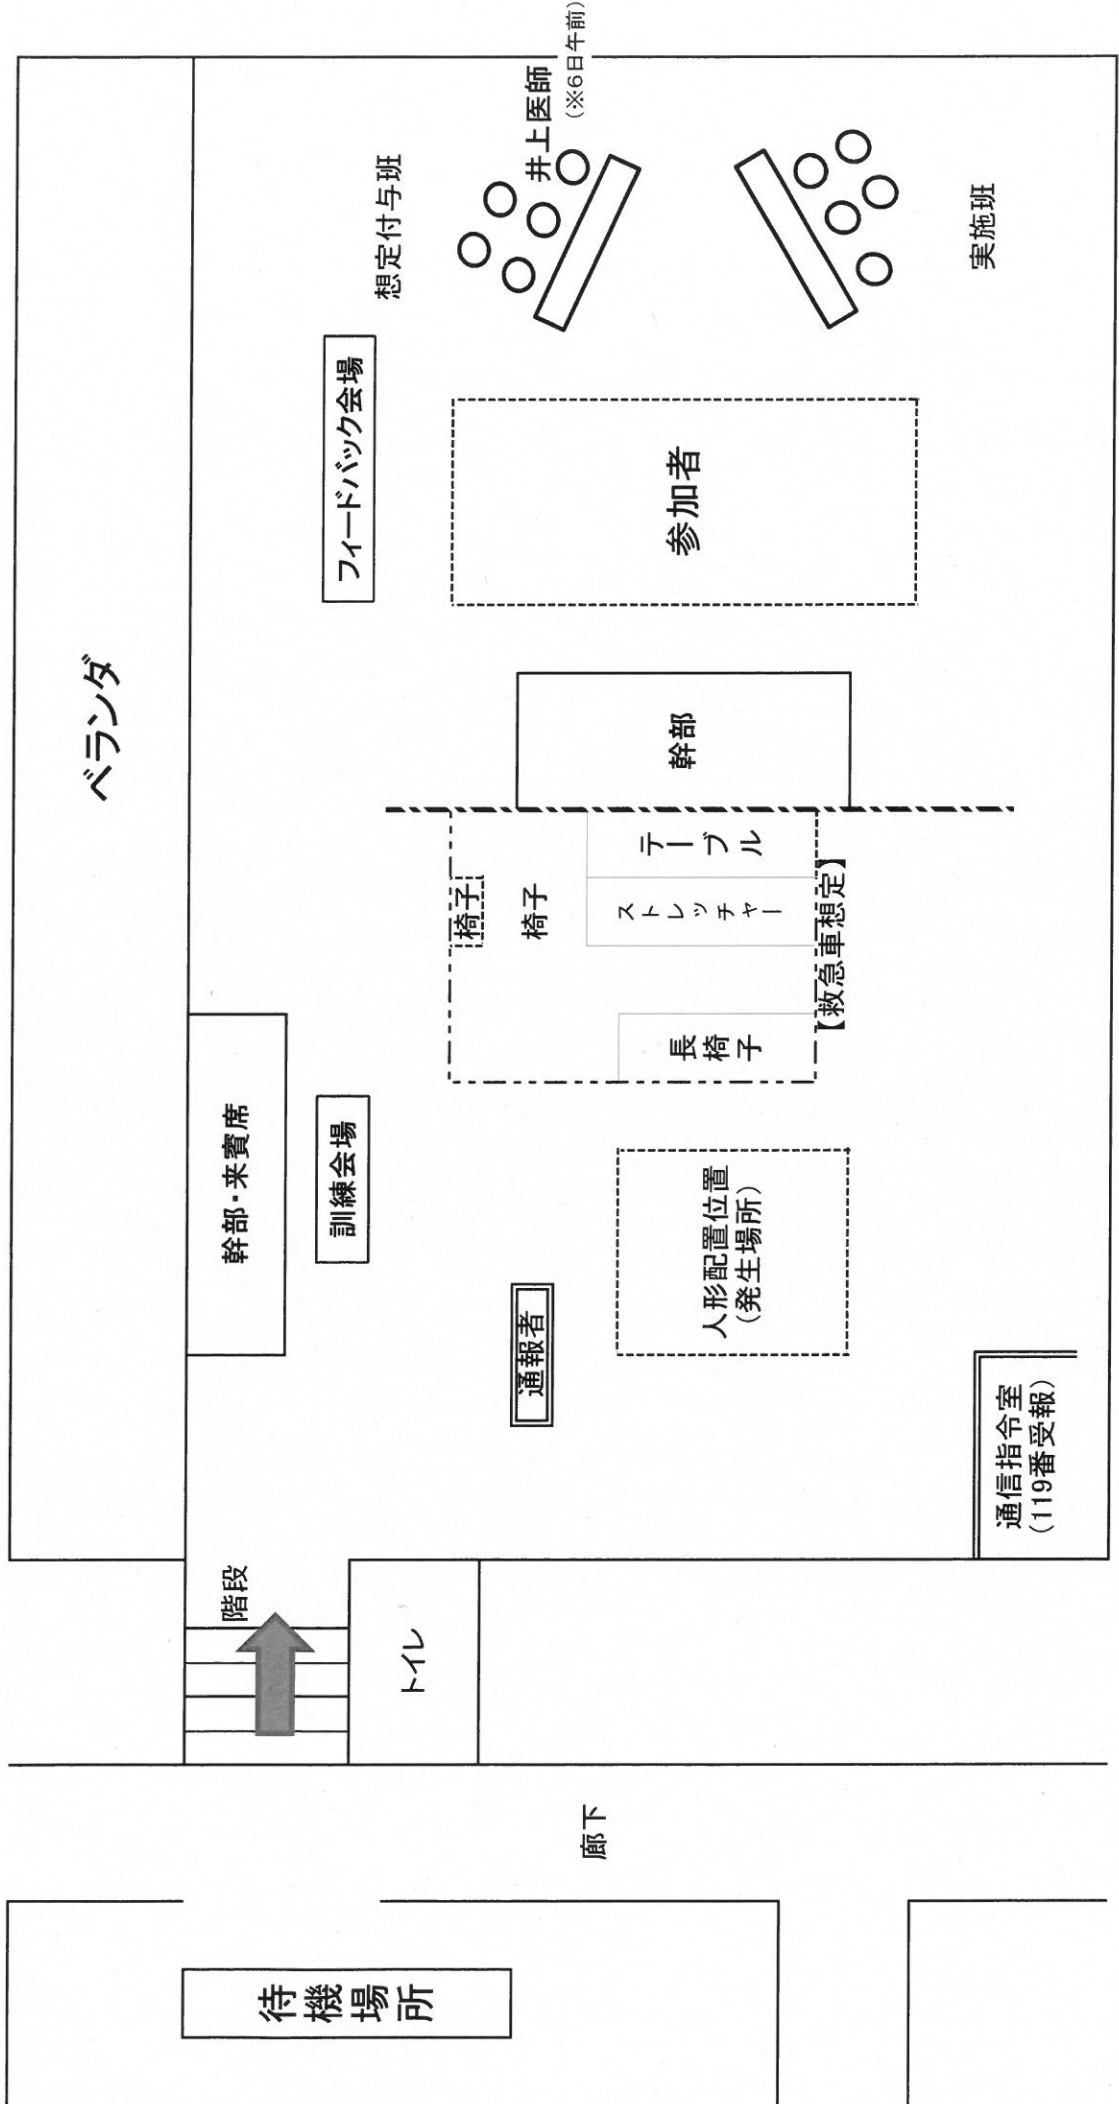 ベランダ
幹部・来賓席
訓練会場
フィードバック会場
想定付与班
井上医師
(※6日午前)
階段
トイレ
通報者
人形配置位置
(発生場所)
椅子
椅子
長椅子
ストレッチャー
テーブル
【救急車想定】
幹部
参加者
実施班
通信指令室
(119番受報)
廊下
待機場所